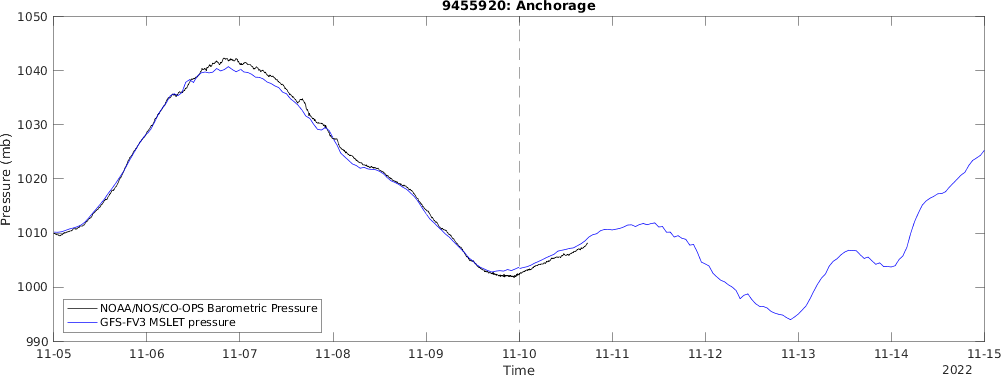 9455920: Anchorage
1050
1040
1030
1020
1010
1000
990
Pressure (mb)
NOAA/NOS/CO-OPS Barometric Pressure
GFS-FV3 MSLET pressure
11-05 11-06 11-07 11-08 11-09 11-10 11-11 11-12 11-13 11-14 11-15
Time
2022